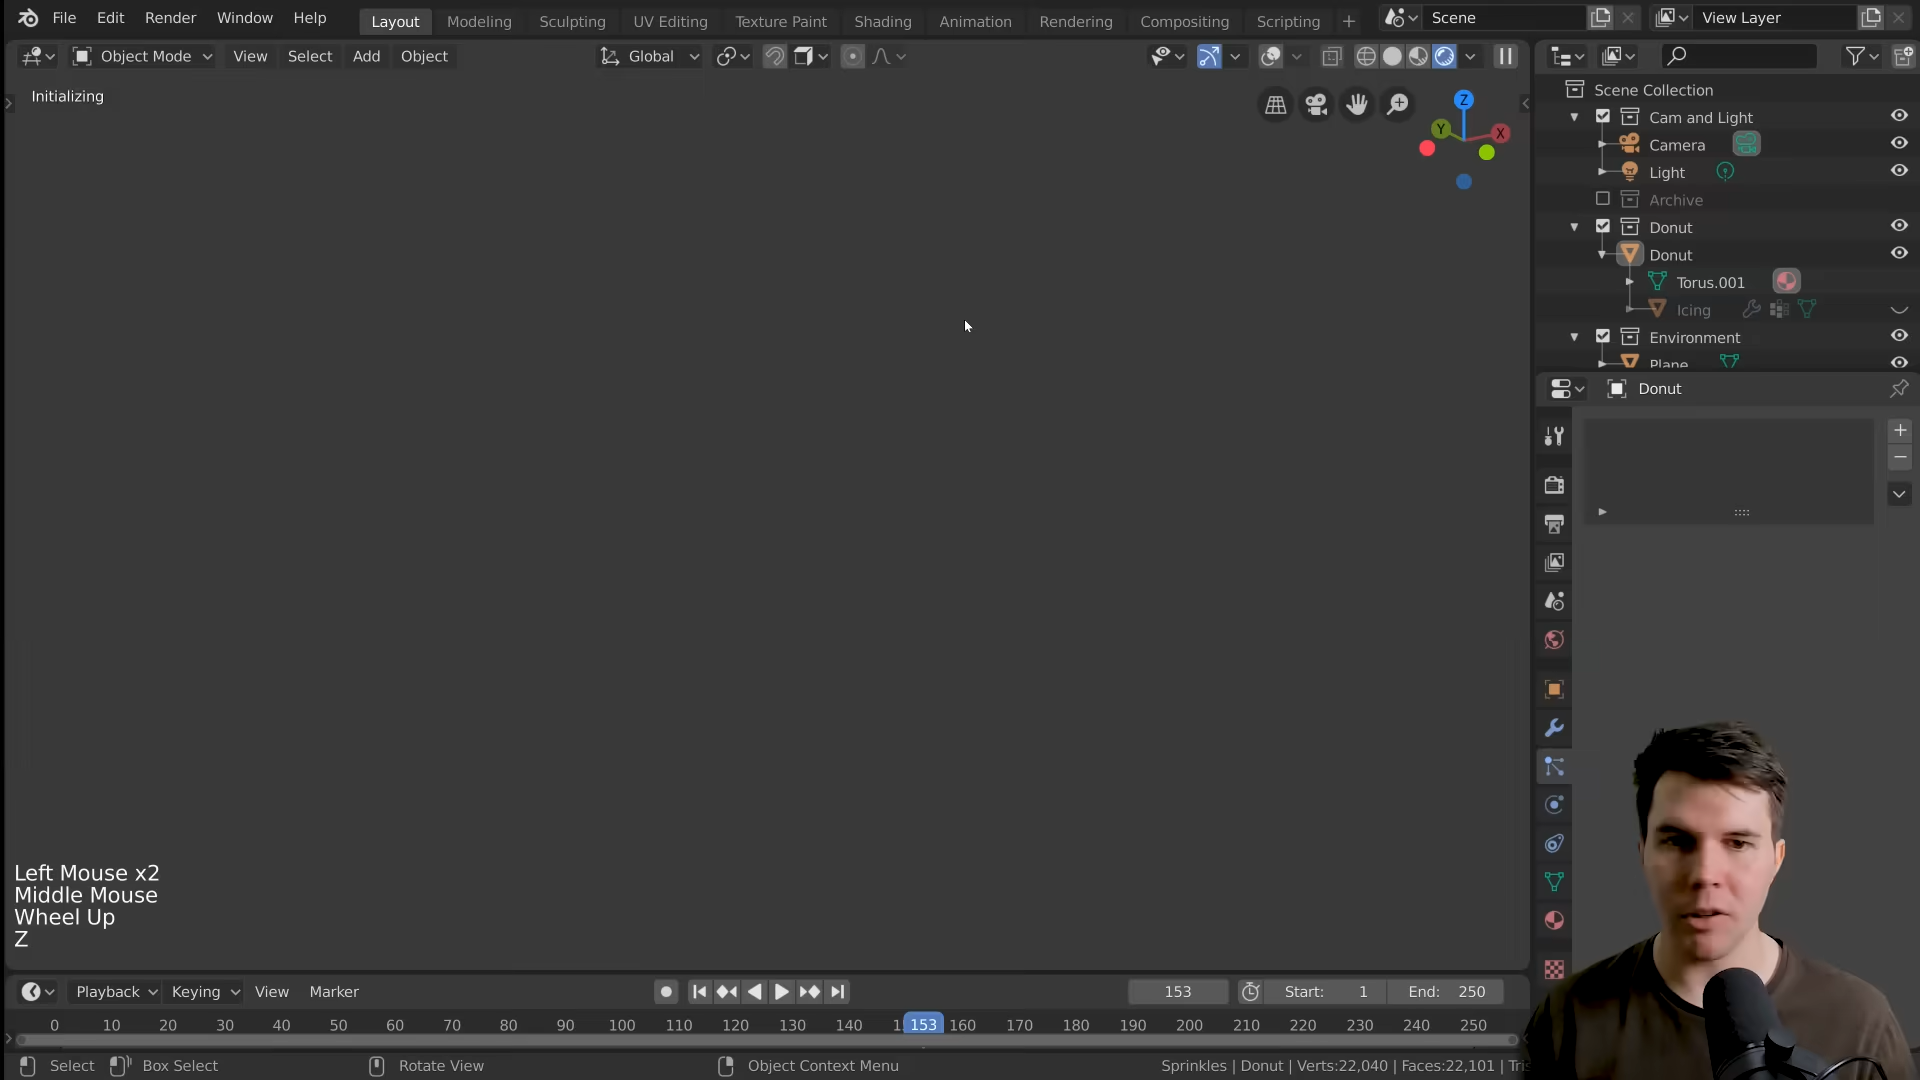 File Edit Render Window Help
Layout Modeling Sculpting UV Editing Texture Paint Shading Animation Rendering Compositing Scripting +
Scene
View Layer
Object Mode View Select Add Object
Global
Initializing
Z
Y
X
Scene Collection
Cam and Light
Camera
Light
Archive
Donut
Donut
Torus.001
Icing
Environment
Plane
Donut
Left Mouse x2
Middle Mouse
Wheel Up
Z
Playback Keying View Marker
153
Start: 1
End: 250
0 10 20 30 40 50 60 70 80 90 100 110 120 130 140 153 160 170 180 190 200 210 220 230 240 250
Select Box Select Rotate View Object Context Menu
Sprinkles | Donut | Verts:22,040 | Faces:22,101 |